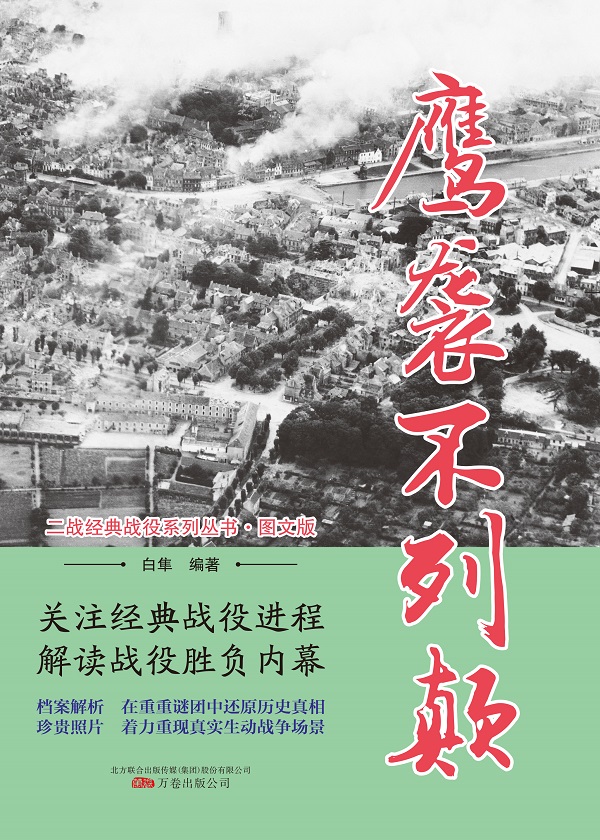 鹰袭不列颠
二战经典战役系列丛书·图文版
白隼 编著
关注经典战役进程
解读战役胜负内幕
档案解析 在重重谜团中还原历史真相
珍贵照片 着力重现真实生动战争场景
北方联合出版传媒(集团)股份有限公司
万卷出版公司